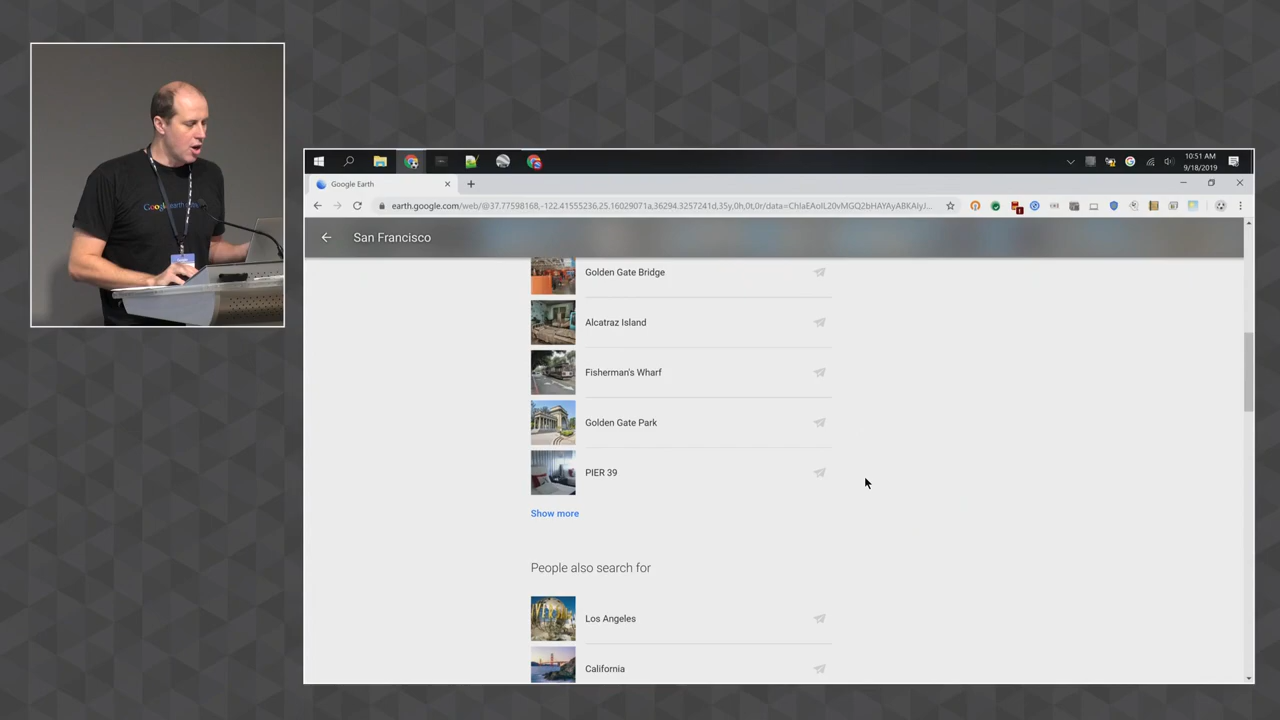 Google earth
10:51 AM
9/18/2019
Google Earth
earth.google.com/web/@37.77598168,-122.41555236,25.16029071a,36294.3257241d,35y,0h,0t,0r/data=
San Francisco
Golden Gate Bridge
Alcatraz Island
Fisherman's Wharf
Golden Gate Park
PIER 39
Show more
People also search for
Los Angeles
California